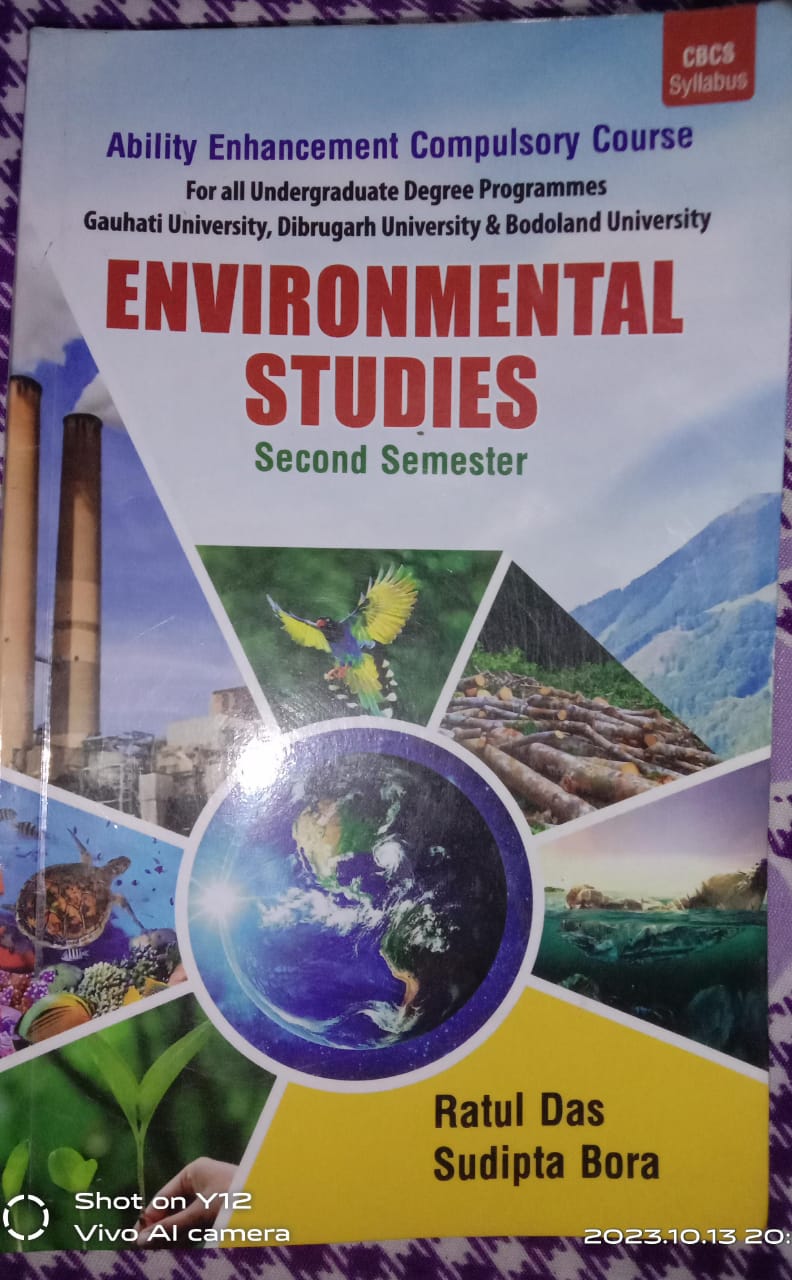 CBCS
Syllabus
Ability Enhancement Compulsory Course
For all Undergraduate Degree Programmes
Gauhati University, Dibrugarh University & Bodoland University
ENVIRONMENTAL
STUDIES
Second Semester
Ratul Das
Sudipta Bora
Shot on Y12
Vivo AI camera
2023.10.13 20: